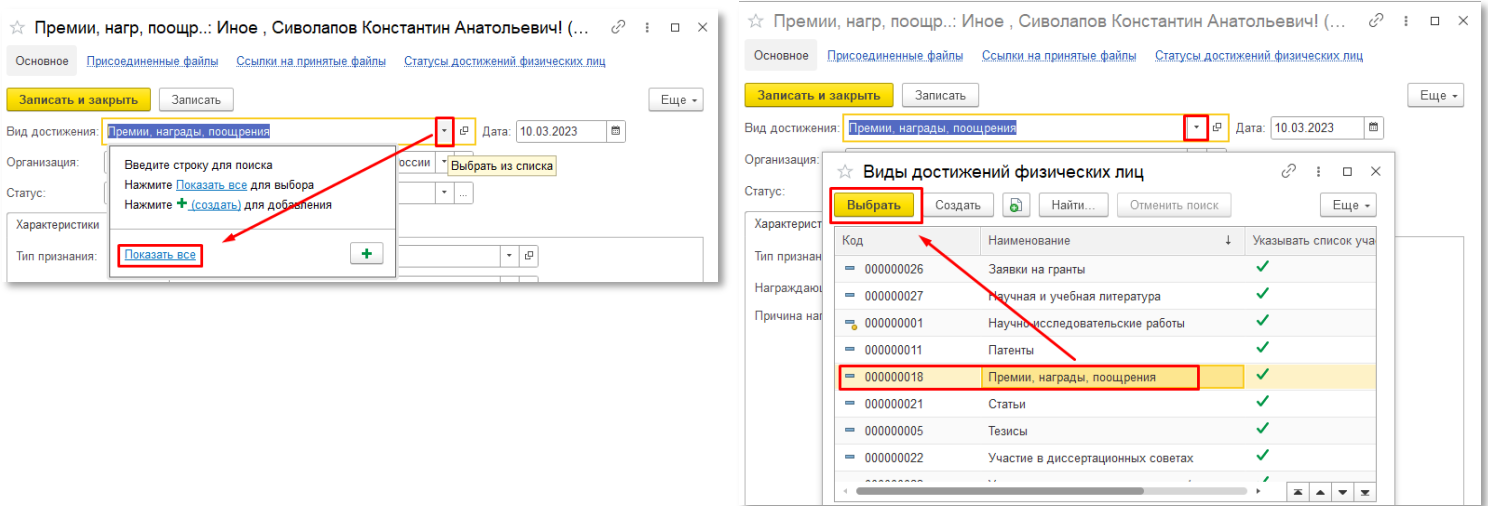 Премии, нагр, поощр..: Иное , Сиволапов Константин Анатольевич! (...
Основное Присоединенные файлы Ссылки на принятые файлы Статусы достижений физических лиц
Записать и закрыть Записать Еще
Вид достижения: Премии, награды, поощрения Дата: 10.03.2023
Организация: оссии
Выбрать из списка
Статус:
Введите строку для поиска
Нажмите Показать все для выбора
Нажмите + (создать) для добавления
Показать все
Характеристики
Тип признания:
Премии, нагр, поощр..: Иное , Сиволапов Константин Анатольевич! (...
Основное Присоединенные файлы Ссылки на принятые файлы Статусы достижений физических лиц
Записать и закрыть Записать Еще
Вид достижения: Премии, награды, поощрения Дата: 10.03.2023
Организация:
Статус:
Характерист
Тип признан
Награждаю
Причина наг
Виды достижений физических лиц
Выбрать Создать Найти... Отменить поиск Еще
Код Наименование Указывать список уча
000000026 Заявки на гранты
000000027 Научная и учебная литература
000000001 Научно исследовательские работы
000000011 Патенты
000000018 Премии, награды, поощрения
000000021 Статьи
000000005 Тезисы
000000022 Участие в диссертационных советах